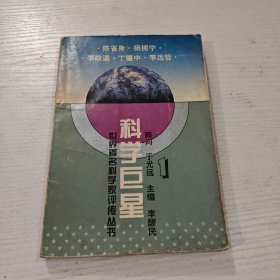 ·陈省身·杨振宁·
·李政道·丁肇中·李远哲·
科学巨星
世界著名科学家评传丛书
顾问 于光远 主编 李醒民
1